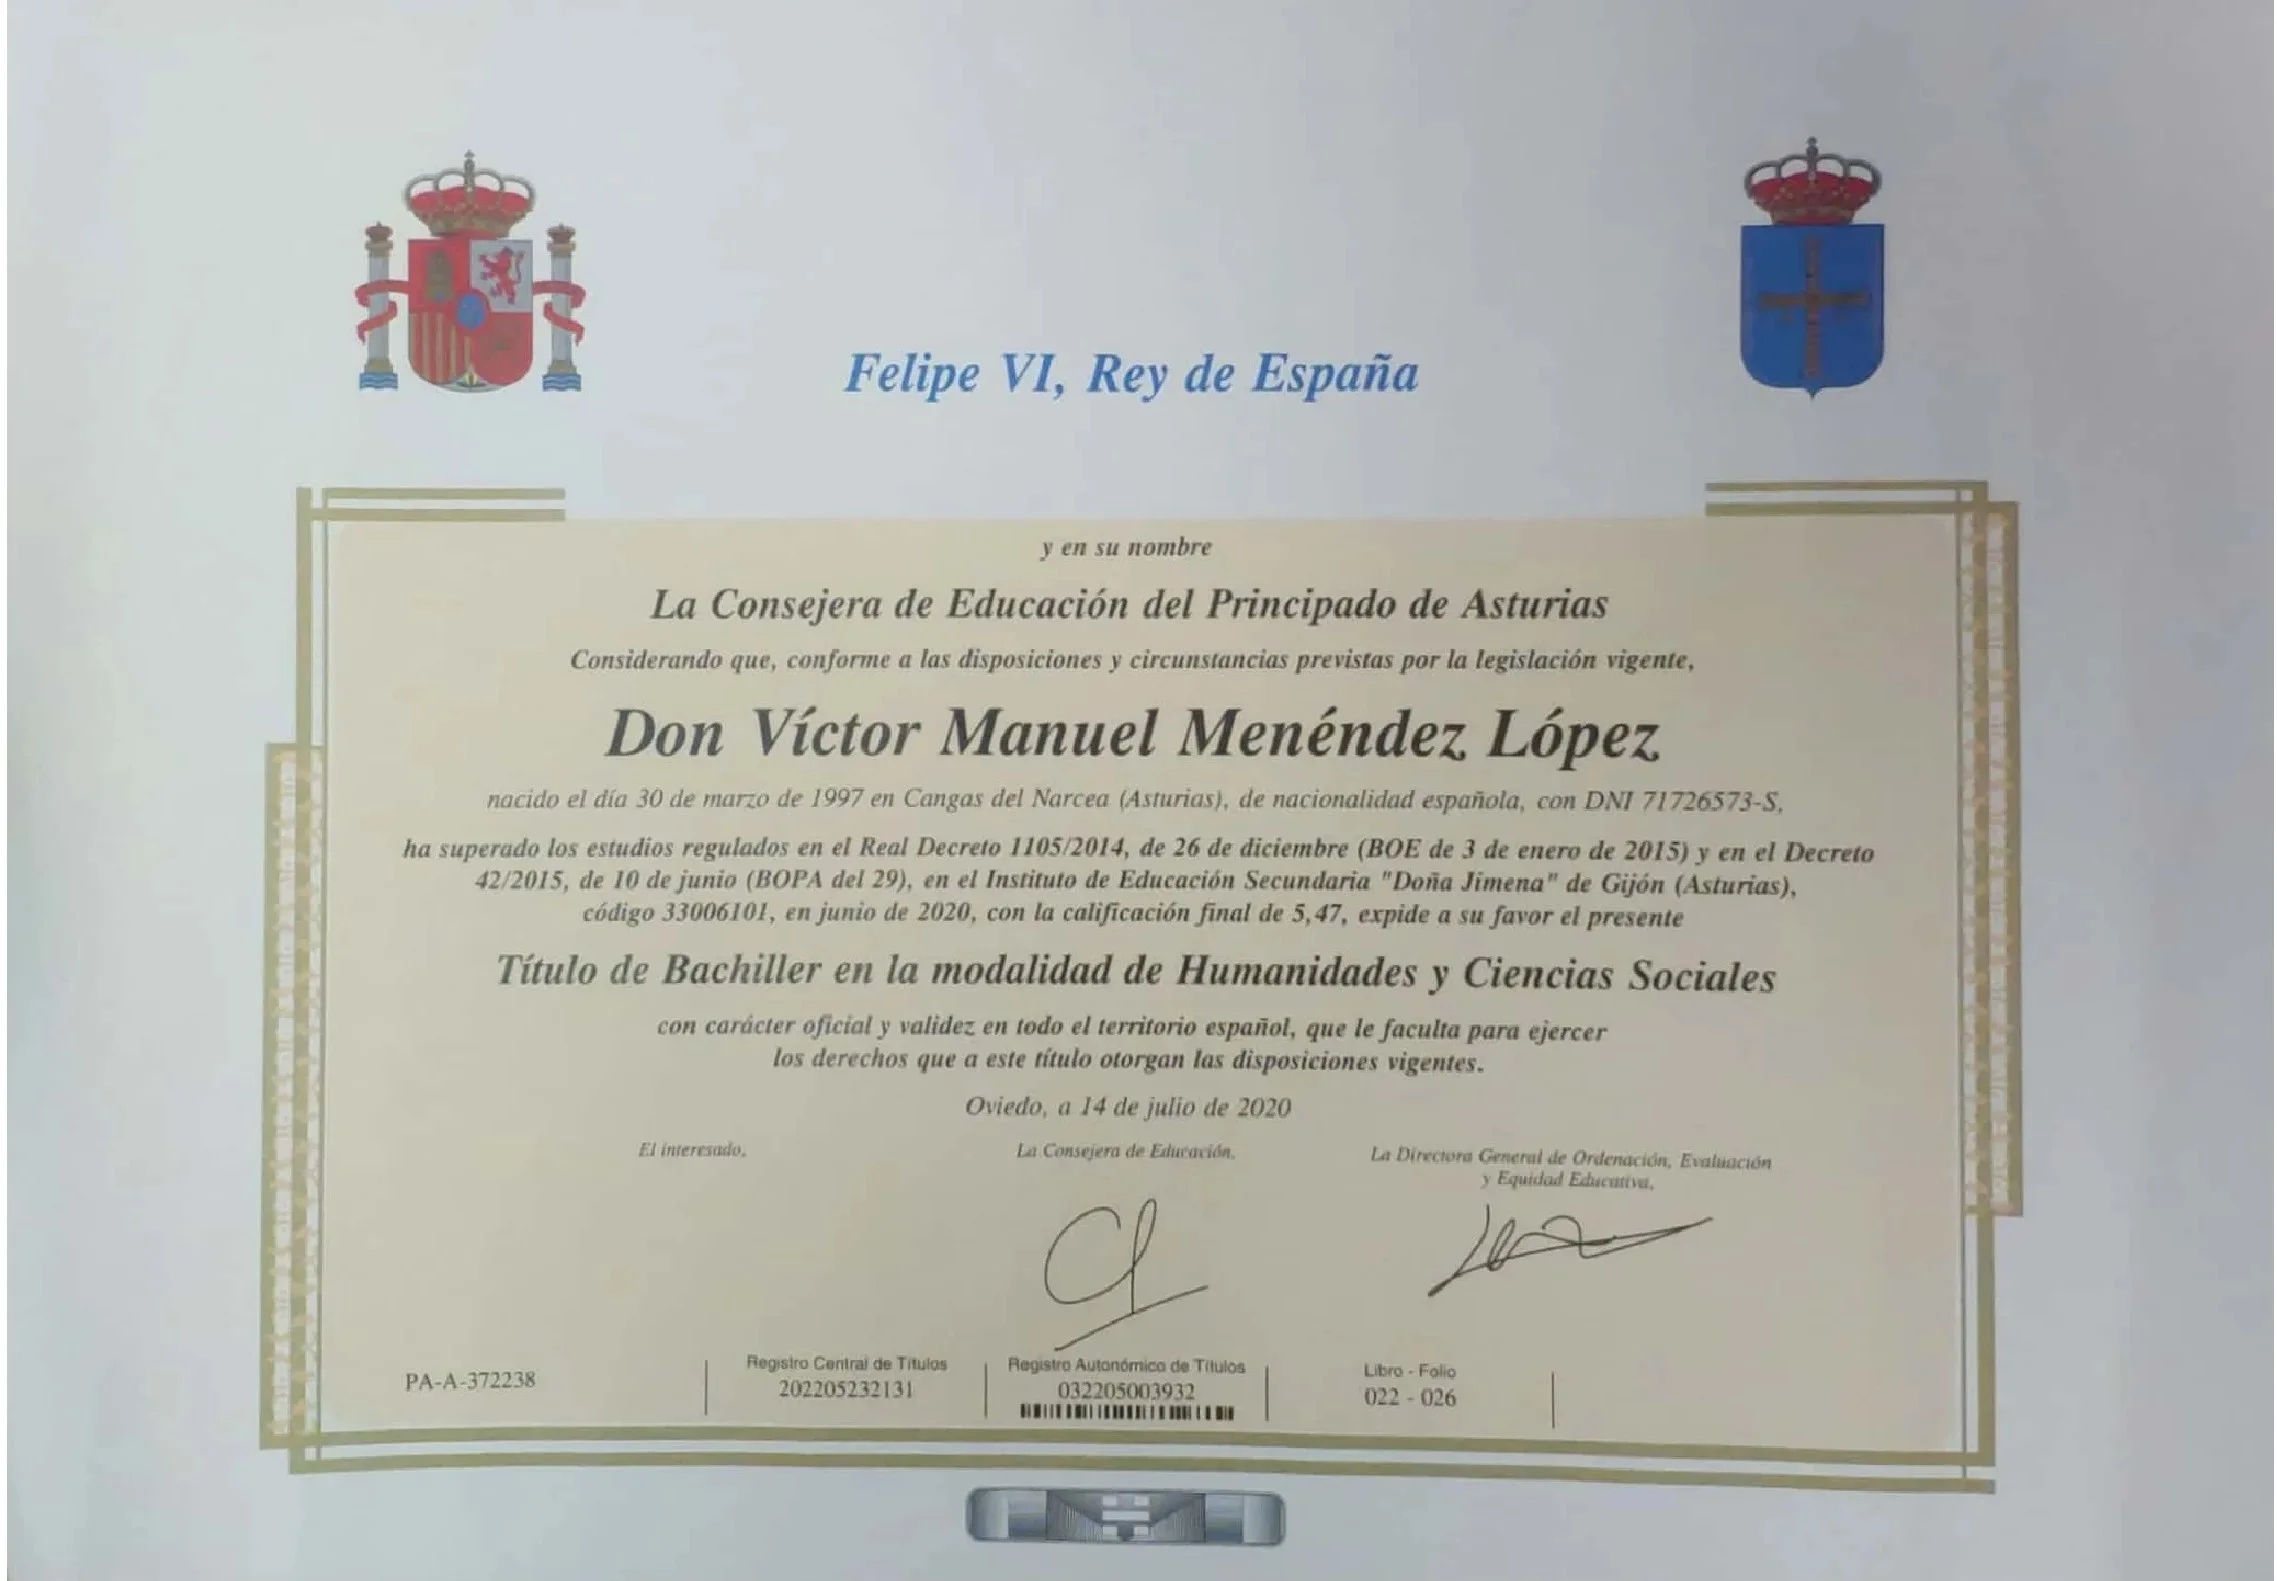 Felipe VI, Rey de España
y en su nombre
La Consejera de Educación del Principado de Asturias
Considerando que, conforme a las disposiciones y circunstancias previstas por la legislación vigente,
Don Víctor Manuel Menéndez López
nacido el día 30 de marzo de 1997 en Cangas del Narcea (Asturias), de nacionalidad española, con DNI 71726573-S,
ha superado los estudios regulados en el Real Decreto 1105/2014, de 26 de diciembre (BOE de 3 de enero de 2015) y en el Decreto
42/2015, de 10 de junio (BOPA del 29), en el Instituto de Educación Secundaria "Doña Jimena" de Gijón (Asturias),
código 33006101, en junio de 2020, con la calificación final de 5,47, expide a su favor el presente
Título de Bachiller en la modalidad de Humanidades y Ciencias Sociales
con carácter oficial y validez en todo el territorio español, que le faculta para ejercer
los derechos que a este título otorgan las disposiciones vigentes.
Oviedo, a 14 de julio de 2020
El interesado,
La Consejera de Educación,
La Directora General de Ordenación, Evaluación
y Equidad Educativa,
PA-A-372238
Registro Central de Títulos
202205232131
Registro Autonómico de Títulos
032205003932
Libro - Folio
022 - 026